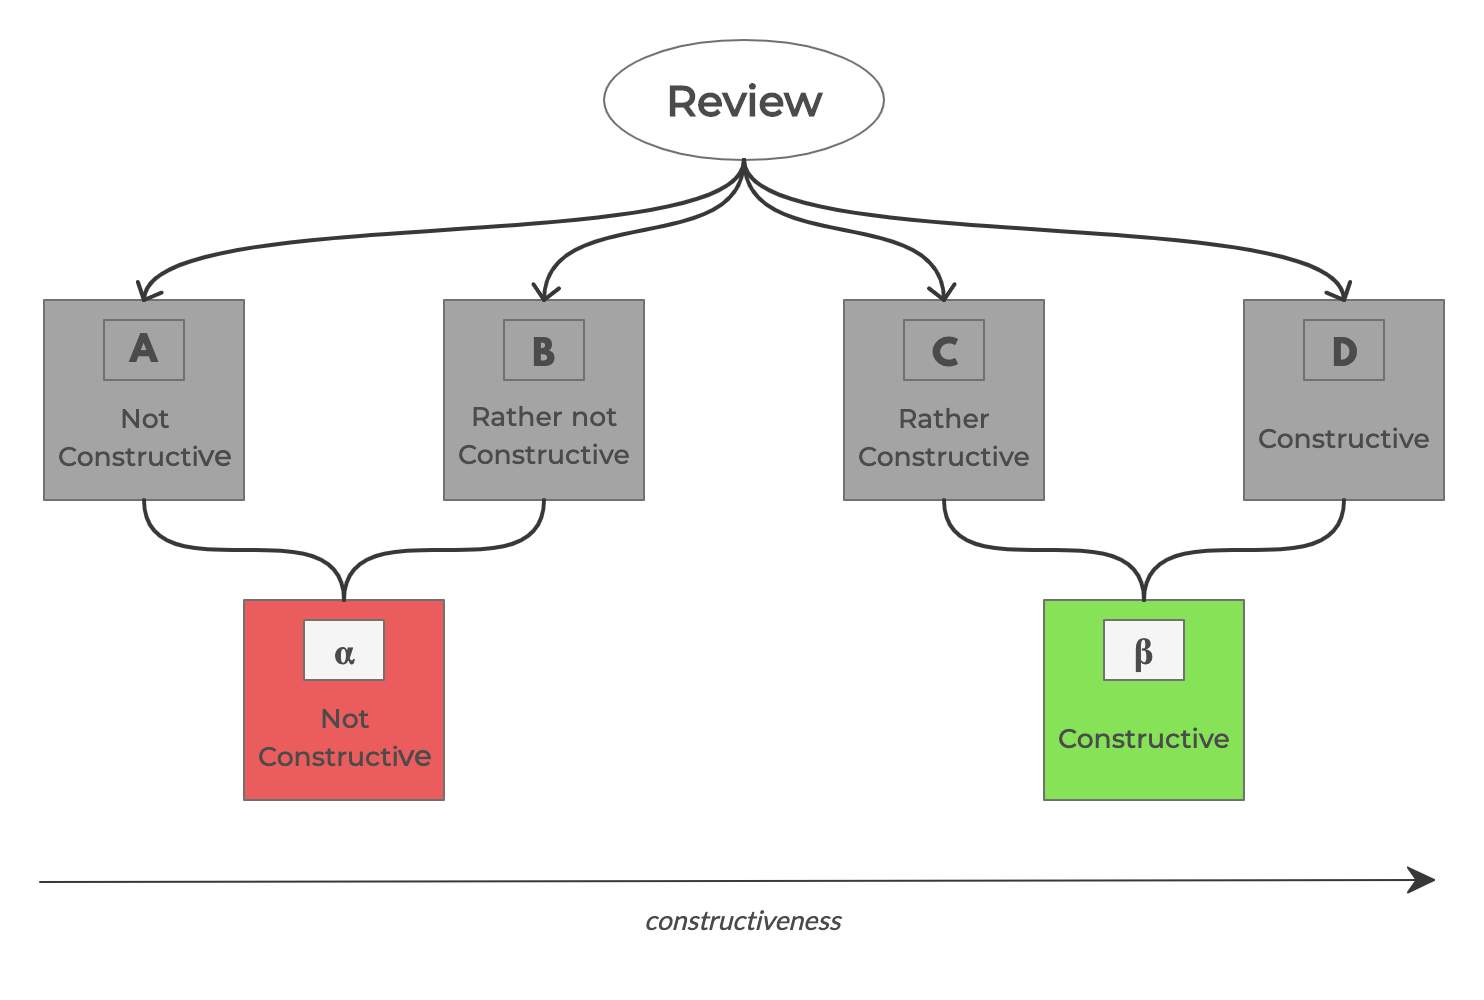 Review
A
Not
Constructive
B
Rather not
Constructive
C
Rather
Constructive
D
Constructive
α
Not
Constructive
β
Constructive
constructiveness